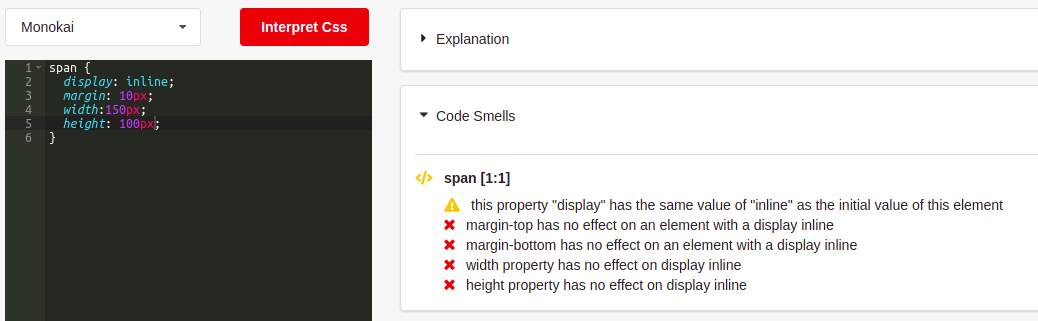 Monokai
Interpret Css
1 span {
2 display: inline;
3 margin: 10px;
4 width:150px;
5 height: 100px;
6 }
Explanation
Code Smells
</> span [1:1]
this property "display" has the same value of "inline" as the initial value of this element
margin-top has no effect on an element with a display inline
margin-bottom has no effect on an element with a display inline
width property has no effect on display inline
height property has no effect on display inline